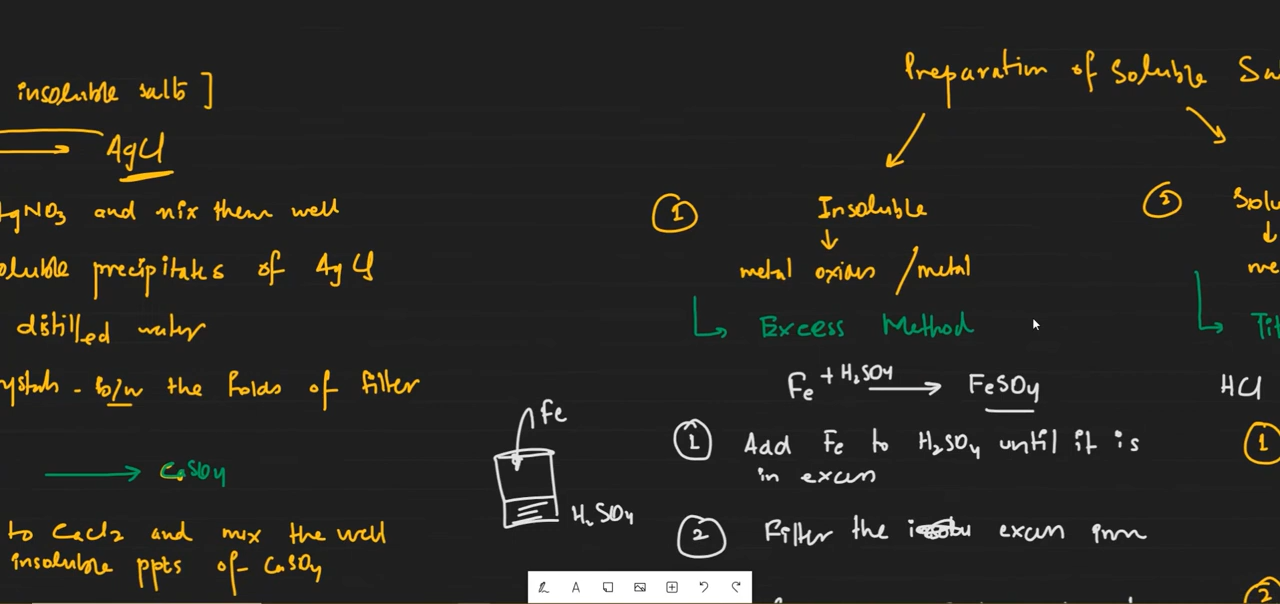 insoluble salts ]
AgCl
AgNO3 and mix them well
soluble precipitates of AgCl
distilled water
crystals - b/w the folds of filter
CaSO4
to CaCl2 and mix the well
insoluble ppts of CaSO4
Preparation of Soluble Sa
① Insoluble
metal oxides / metal
Excess Method
Fe + H2SO4 → FeSO4
① Add Fe to H2SO4 until it is
in excess
② Filter the excess iron
Fe
H2SO4
② Solu
me
Tit
HCl
①
②